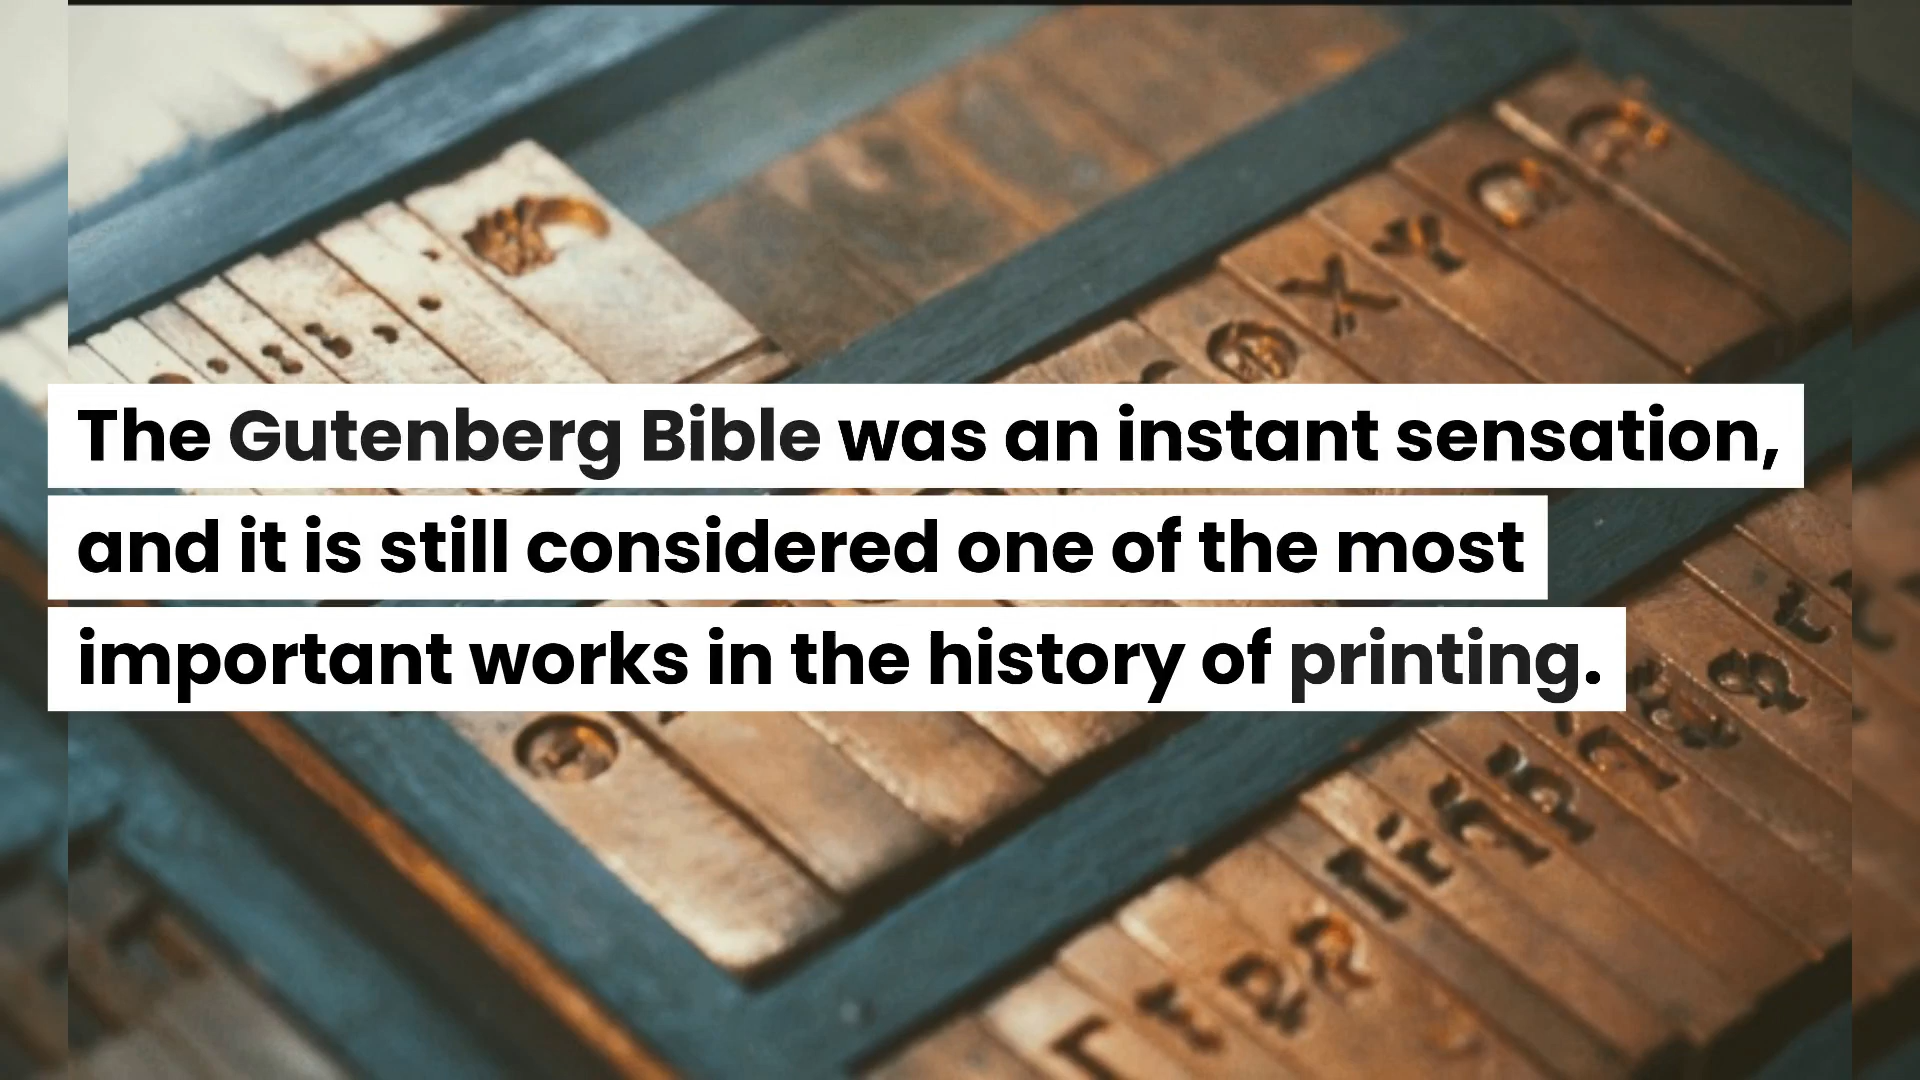 The Gutenberg Bible was an instant sensation,
and it is still considered one of the most
important works in the history of printing.